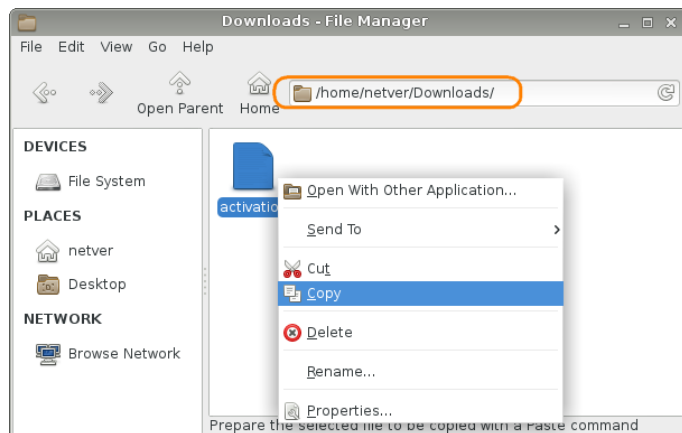 Downloads - File Manager
File Edit View Go Help
Open Parent Home /home/netver/Downloads/
DEVICES
File System
PLACES
netver
Desktop
NETWORK
Browse Network
activatio
Open With Other Application...
Send To
Cut
Copy
Delete
Rename...
Properties...
Prepare the selected file to be copied with a Paste command